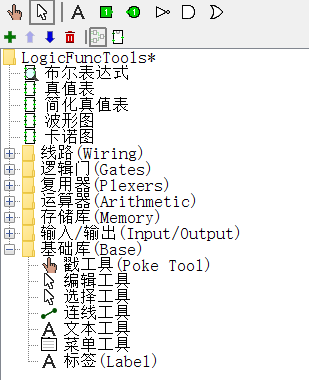 A
1
LogicFuncTools*
布尔表达式
真值表
简化真值表
波形图
卡诺图
线路(Wiring)
逻辑门(Gates)
复用器(Plexers)
运算器(Arithmetic)
存储库(Memory)
输入/输出(Input/Output)
基础库(Base)
戳工具(Poke Tool)
编辑工具
选择工具
连线工具
A 文本工具
菜单工具
A 标签(Label)